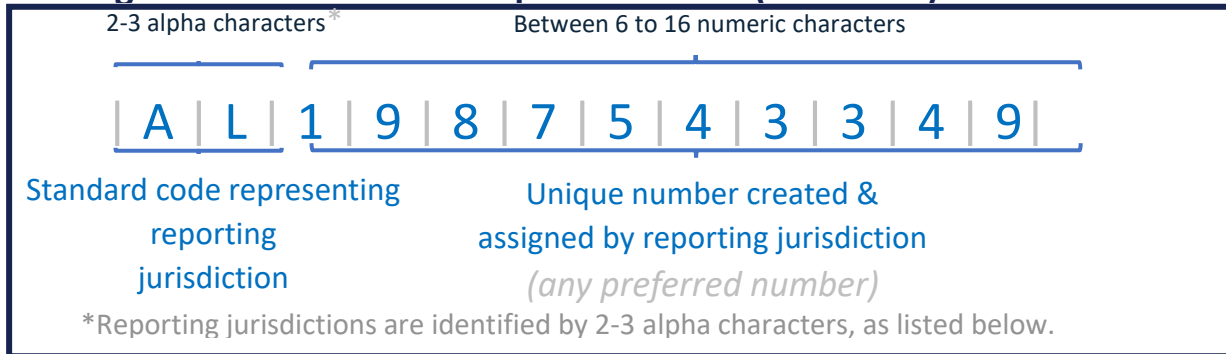 2-3 alpha characters* Between 6 to 16 numeric characters
| A | L | 1 | 9 | 8 | 7 | 5 | 4 | 3 | 3 | 4 | 9 |
Standard code representing
reporting
jurisdiction
Unique number created &
assigned by reporting jurisdiction
(any preferred number)
*Reporting jurisdictions are identified by 2-3 alpha characters, as listed below.